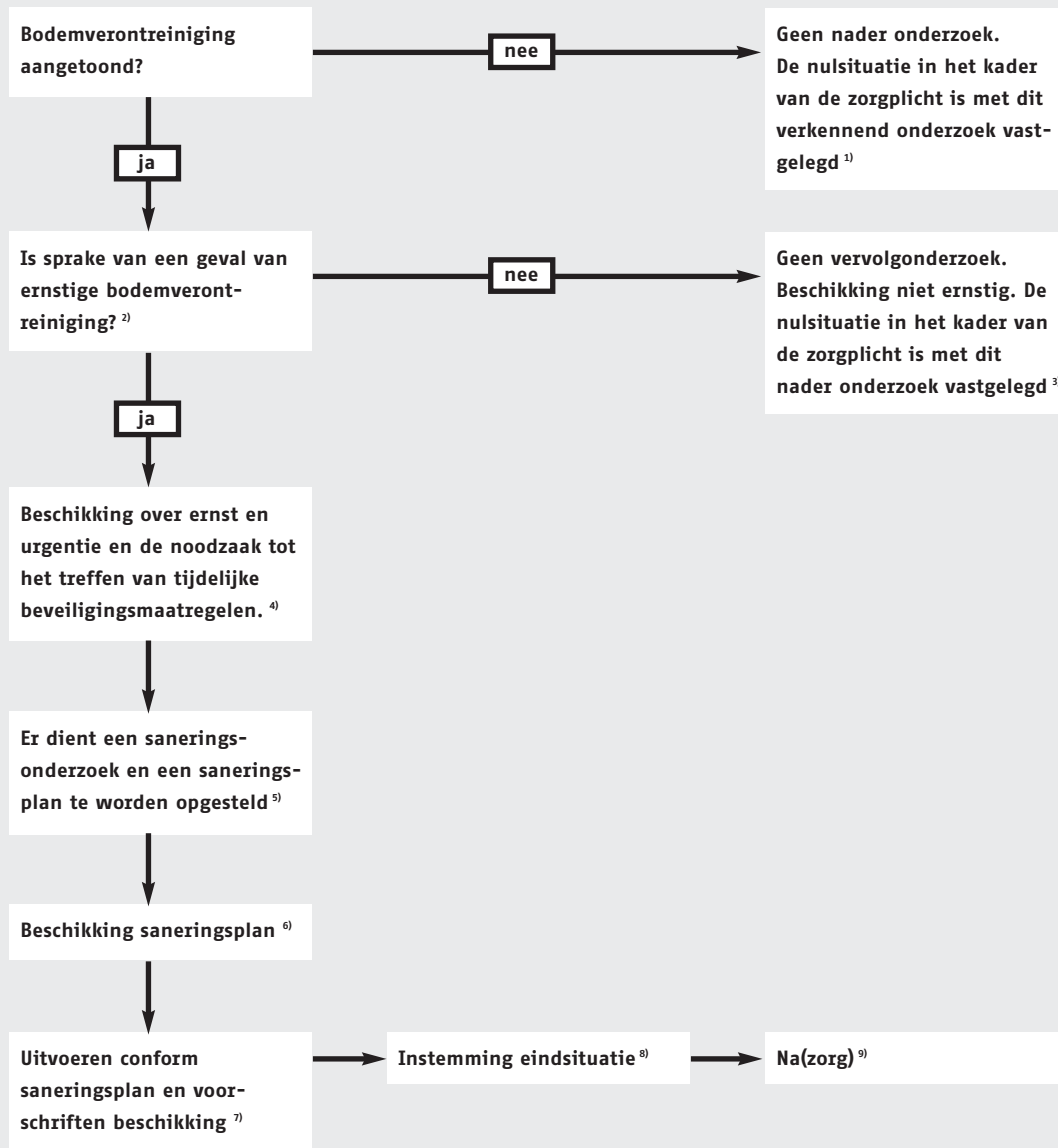 Bodemverontreiniging
aangetoond?
nee
Geen nader onderzoek.
De nulsituatie in het kader
van de zorgplicht is met dit
verkennend onderzoek vast-
gelegd 1)
ja
Is sprake van een geval van
ernstige bodemveront-
reiniging? 2)
nee
Geen vervolgonderzoek.
Beschikking niet ernstig. De
nulsituatie in het kader van
de zorgplicht is met dit
nader onderzoek vastgelegd 3)
ja
Beschikking over ernst en
urgentie en de noodzaak tot
het treffen van tijdelijke
beveiligingsmaatregelen. 4)
Er dient een sanerings-
onderzoek en een sanerings-
plan te worden opgesteld 5)
Beschikking saneringsplan 6)
Uitvoeren conform
saneringsplan en voor-
schriften beschikking 7)
Instemming eindsituatie 8)
Na(zorg) 9)